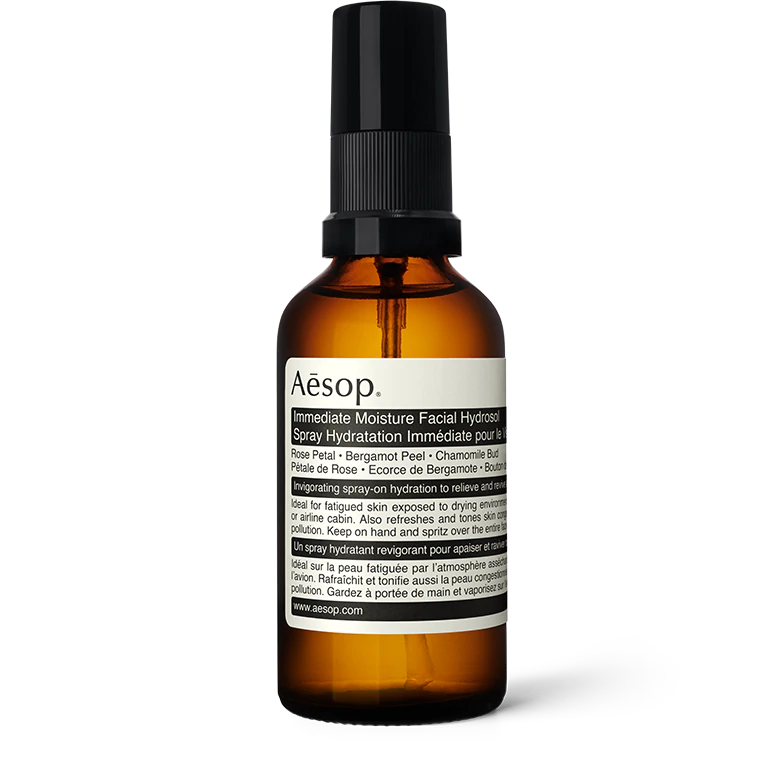 Aēsop®
Immediate Moisture Facial Hydrosol
Spray Hydratation Immédiate pour le
Rose Petal • Bergamot Peel • Chamomile Bud
Pétale de Rose • Ecorce de Bergamote • Bouton
Invigorating spray-on hydration to relieve and revive
Ideal for fatigued skin exposed to drying
or airline cabin. Also refreshes and tones skin
pollution. Keep on hand and spritz over the entire
Un spray hydratant revigorant pour apaiser et raviver
Idéal sur la peau fatiguée par l'atmosphère
l'avion. Rafraîchit et tonifie aussi la peau
pollution. Gardez à portée de main et vaporisez sur
www.aesop.com